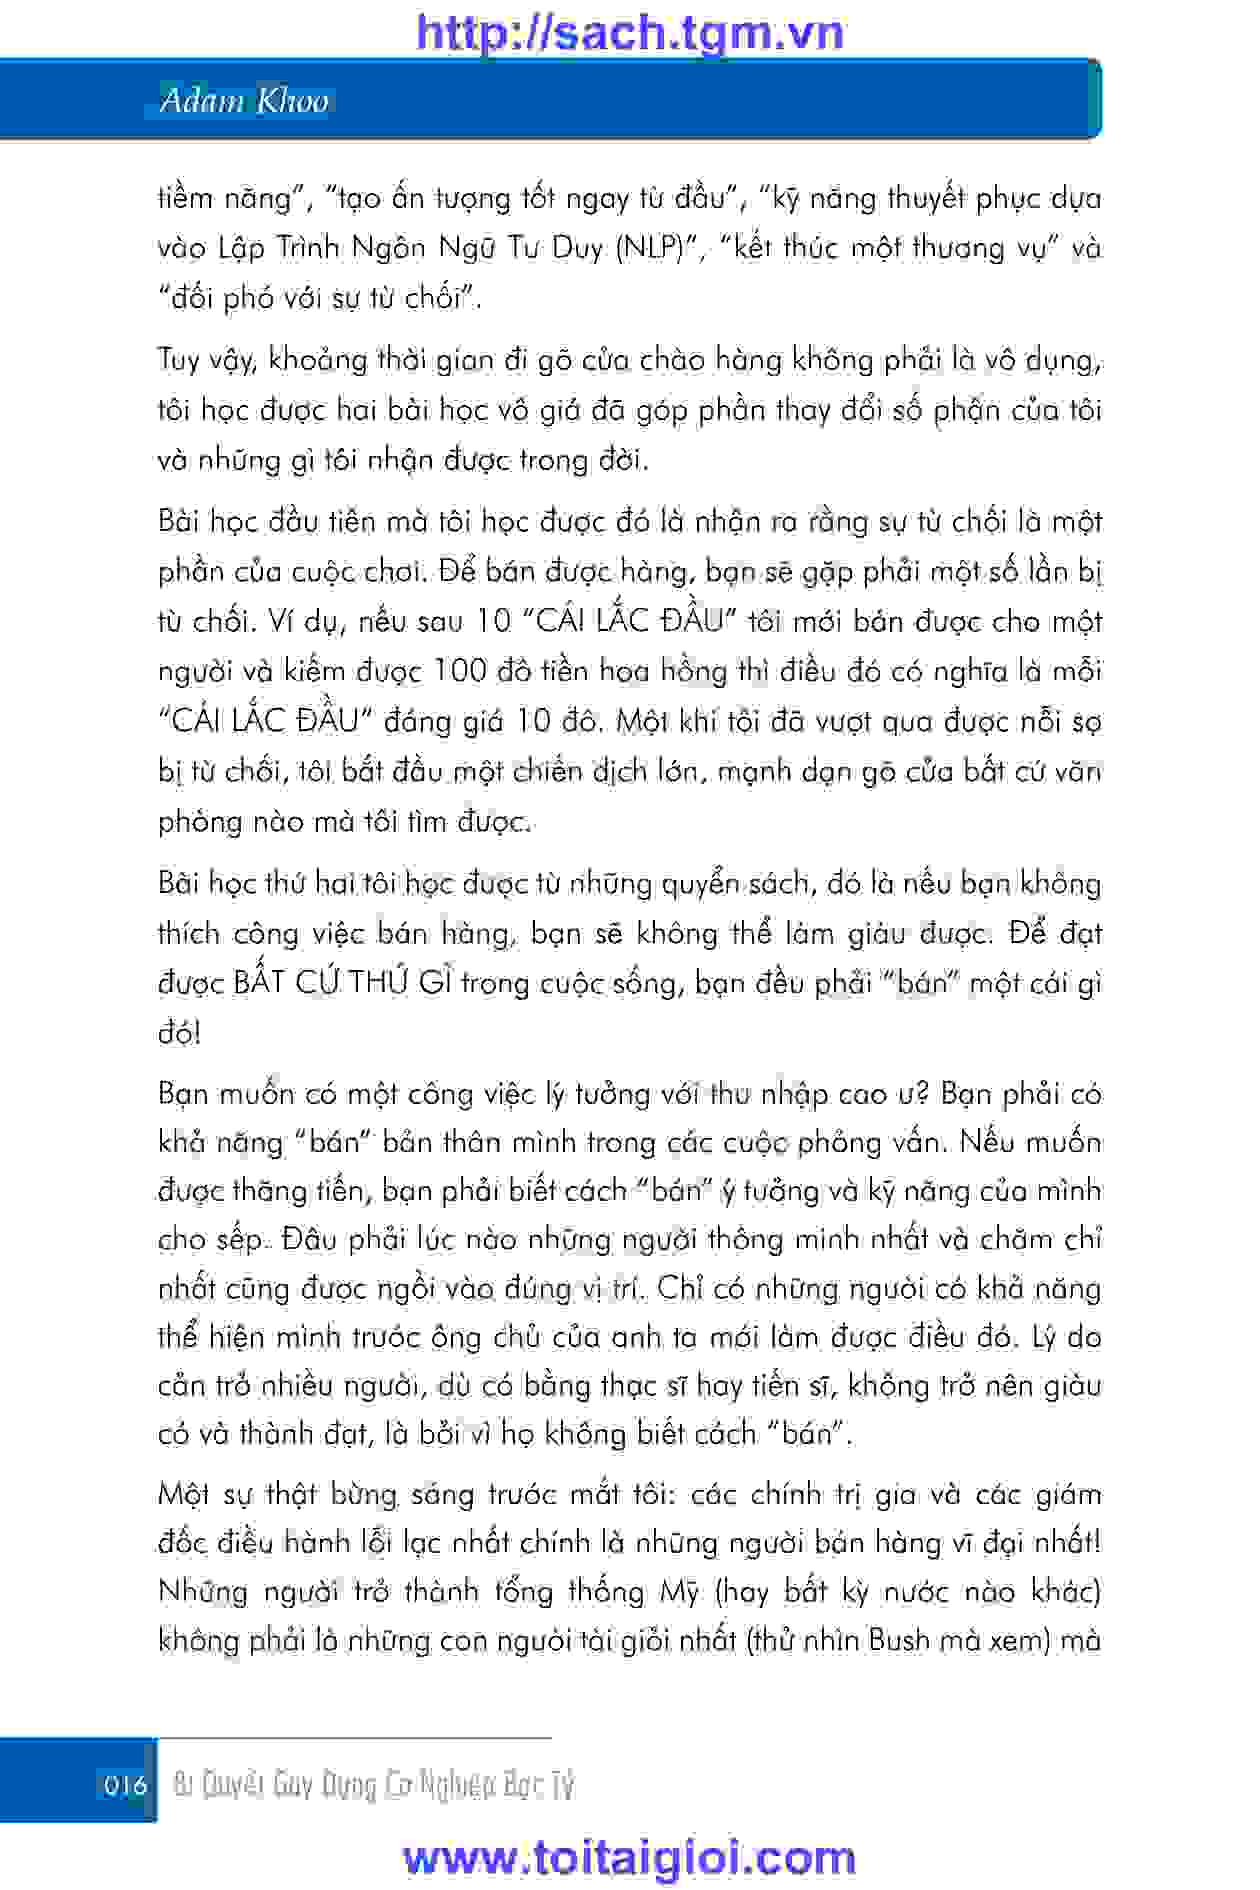 http://sach.tgm.vn
Adam Khoo
tiềm năng”, “tạo ấn tượng tốt ngay từ đầu”, “kỹ năng thuyết phục dựa
vào Lập Trình Ngôn Ngữ Tư Duy (NLP)”, “kết thúc một thương vụ” và
“đối phó với sự từ chối”.
Tuy vậy, khoảng thời gian đi gõ cửa chào hàng không phải là vô dụng,
tôi học được hai bài học vô giá đã góp phần thay đổi số phận của tôi
và những gì tôi nhận được trong đời.
Bài học đầu tiên mà tôi học được đó là nhận ra rằng sự từ chối là một
phần của cuộc chơi. Để bán được hàng, bạn sẽ gặp phải một số lần bị
từ chối. Ví dụ, nếu sau 10 “CÁI LẮC ĐẦU” tôi mới bán được cho một
người và kiếm được 100 đô tiền hoa hồng thì điều đó có nghĩa là mỗi
“CÁI LẮC ĐẦU” đáng giá 10 đô. Một khi tôi đã vượt qua được nỗi sợ
bị từ chối, tôi bắt đầu một chiến dịch lớn, mạnh dạn gõ cửa bất cứ văn
phòng nào mà tôi tìm được.
Bài học thứ hai tôi học được từ những quyển sách, đó là nếu bạn không
thích công việc bán hàng, bạn sẽ không thể làm giàu được. Để đạt
được BẤT CỨ THỨ GÌ trong cuộc sống, bạn đều phải “bán” một cái gì
đó!
Bạn muốn có một công việc lý tưởng với thu nhập cao ư? Bạn phải có
khả năng “bán” bản thân mình trong các cuộc phỏng vấn. Nếu muốn
được thăng tiến, bạn phải biết cách “bán” ý tưởng và kỹ năng của mình
cho sếp. Đâu phải lúc nào những người thông minh nhất và chăm chỉ
nhất cũng được ngồi vào đúng vị trí. Chỉ có những người có khả năng
thể hiện mình trước ông chủ của anh ta mới làm được điều đó. Lý do
cản trở nhiều người, dù có bằng thạc sĩ hay tiến sĩ, không trở nên giàu
có và thành đạt, là bởi vì họ không biết cách “bán”.
Một sự thật bừng sáng trước mắt tôi: các chính trị gia và các giám
đốc điều hành lỗi lạc nhất chính là những người bán hàng vĩ đại nhất!
Những người trở thành tổng thống Mỹ (hay bất kỳ nước nào khác)
không phải là những con người tài giỏi nhất (thử nhìn Bush mà xem) mà
016
Bí Quyết Gây Dựng Cơ Nghiệp Bạc Tỷ
www.toitaigioi.com